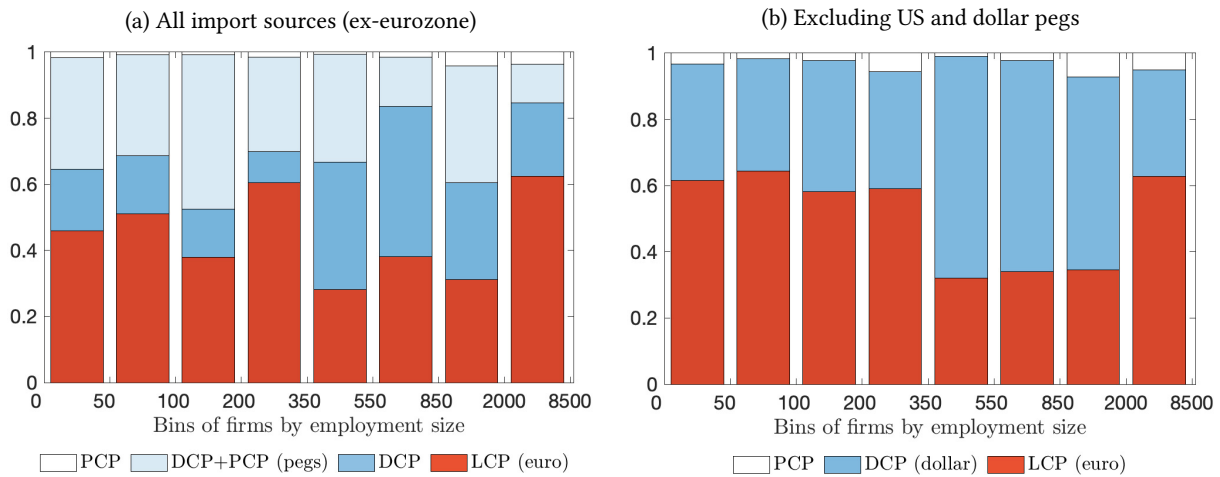 (a) All import sources (ex-eurozone)
1
0.8
0.6
0.4
0.2
0
0 50 100 200 350 550 850 2000 8500
Bins of firms by employment size
PCP DCP+PCP (pegs) DCP LCP (euro)
(b) Excluding US and dollar pegs
1
0.8
0.6
0.4
0.2
0
0 50 100 200 350 550 850 2000 8500
Bins of firms by employment size
PCP DCP (dollar) LCP (euro)